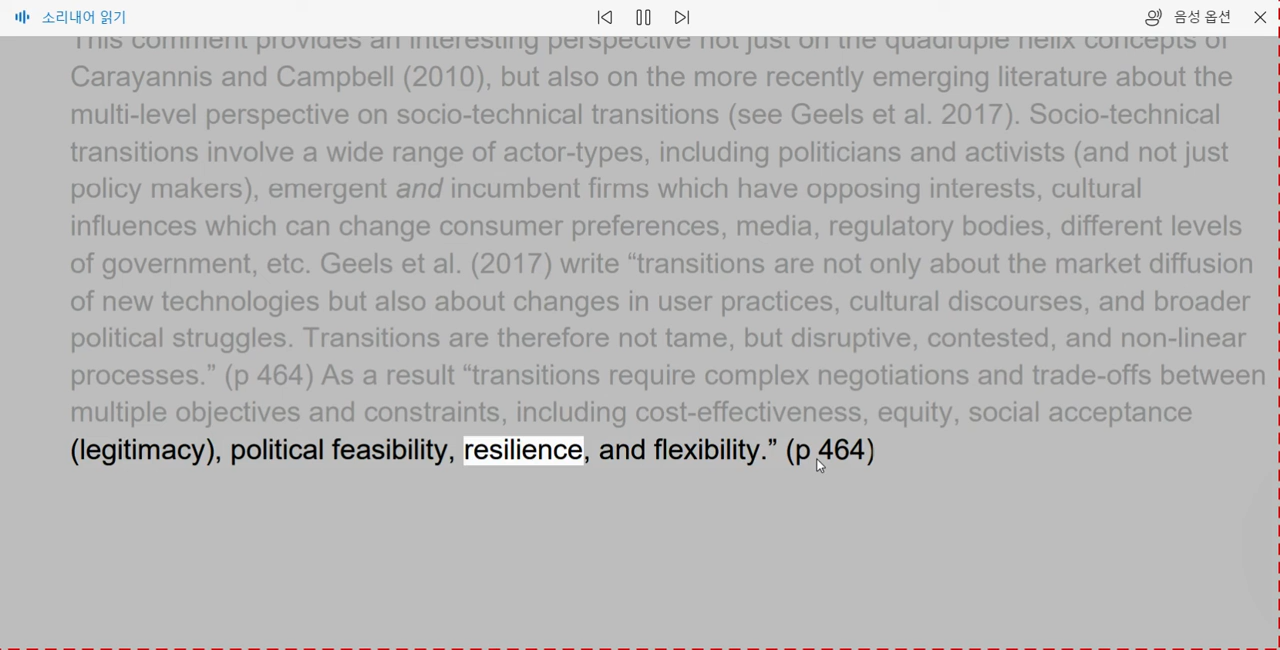 소리내어 읽기
음성 옵션
This comment provides an interesting perspective not just on the quadruple helix concepts of
Carayannis and Campbell (2010), but also on the more recently emerging literature about the
multi-level perspective on socio-technical transitions (see Geels et al. 2017). Socio-technical
transitions involve a wide range of actor-types, including politicians and activists (and not just
policy makers), emergent and incumbent firms which have opposing interests, cultural
influences which can change consumer preferences, media, regulatory bodies, different levels
of government, etc. Geels et al. (2017) write “transitions are not only about the market diffusion
of new technologies but also about changes in user practices, cultural discourses, and broader
political struggles. Transitions are therefore not tame, but disruptive, contested, and non-linear
processes.” (p 464) As a result “transitions require complex negotiations and trade-offs between
multiple objectives and constraints, including cost-effectiveness, equity, social acceptance
(legitimacy), political feasibility, resilience, and flexibility.” (p 464)